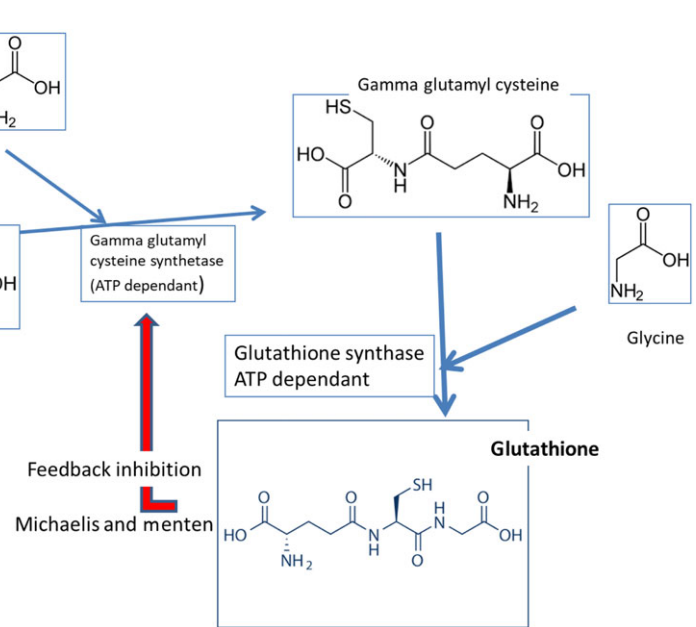 O
OH
H₂
Gamma glutamyl cysteine
HS
O
O
HO
OH
N
H
O
NH₂
O
OH
NH₂
Glycine
OH
Gamma glutamyl
cysteine synthetase
(ATP dependant)
Glutathione synthase
ATP dependant
Glutathione
Feedback inhibition
Michaelis and menten
SH
O
O
O
H
N
HO
N
H
OH
NH₂
O